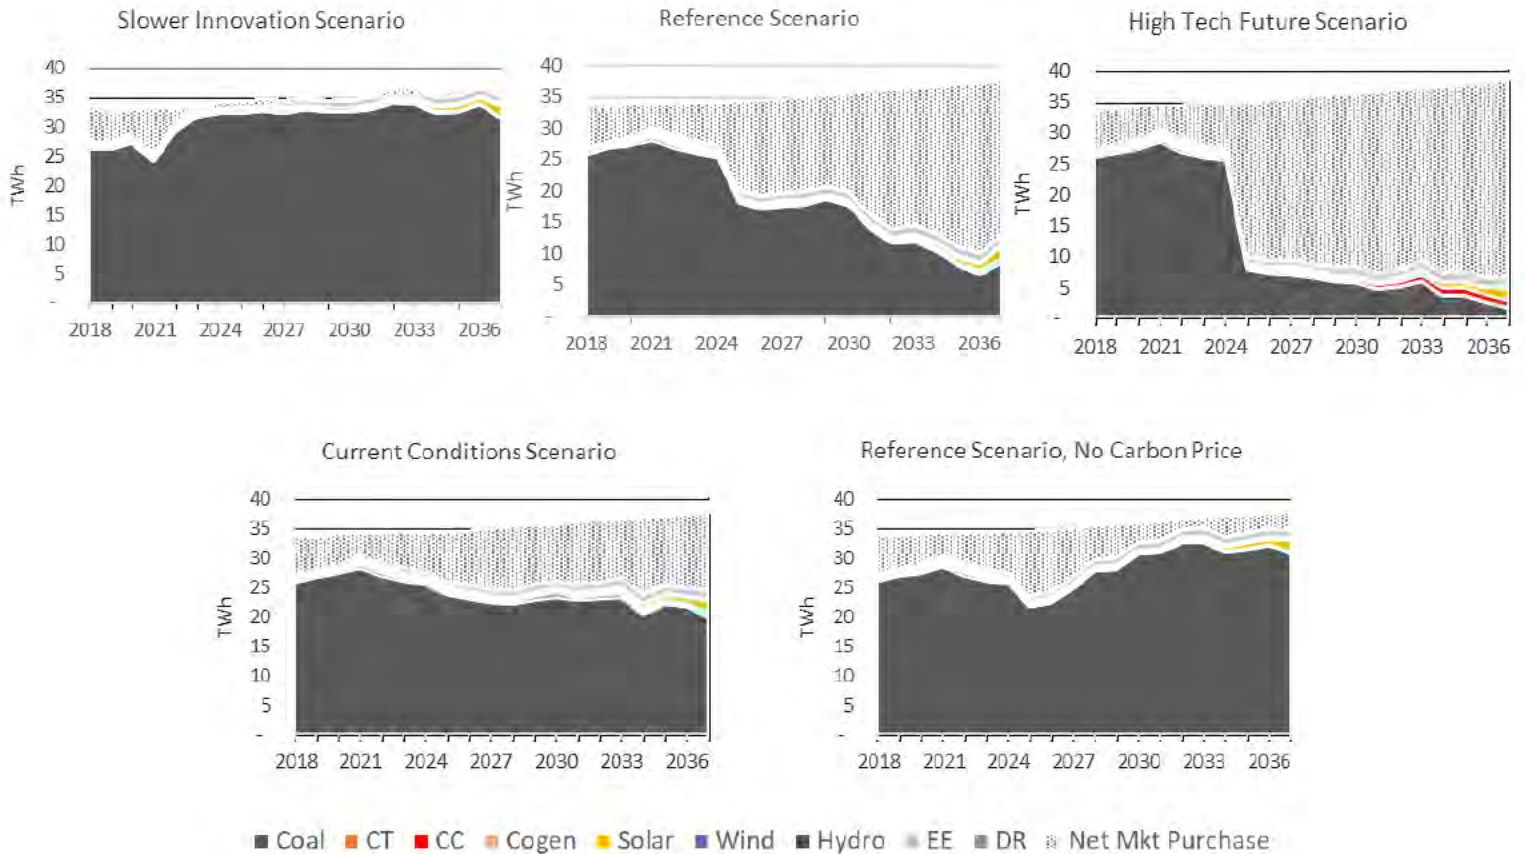 Slower Innovation Scenario
Reference Scenario
High Tech Future Scenario
40
35
30
25
20
15
10
5
-
TWh
2018 2021 2024 2027 2030 2033 2036
40
35
30
25
20
15
10
5
-
TWh
2018 2021 2024 2027 2030 2033 2036
40
35
30
25
20
15
10
5
-
TWh
2018 2021 2024 2027 2030 2033 2036
Current Conditions Scenario
Reference Scenario, No Carbon Price
40
35
30
25
20
15
10
5
-
TWh
2018 2021 2024 2027 2030 2033 2036
40
35
30
25
20
15
10
5
-
TWh
2018 2021 2024 2027 2030 2033 2036
Coal CT CC Cogen Solar Wind Hydro EE DR Net Mkt Purchase